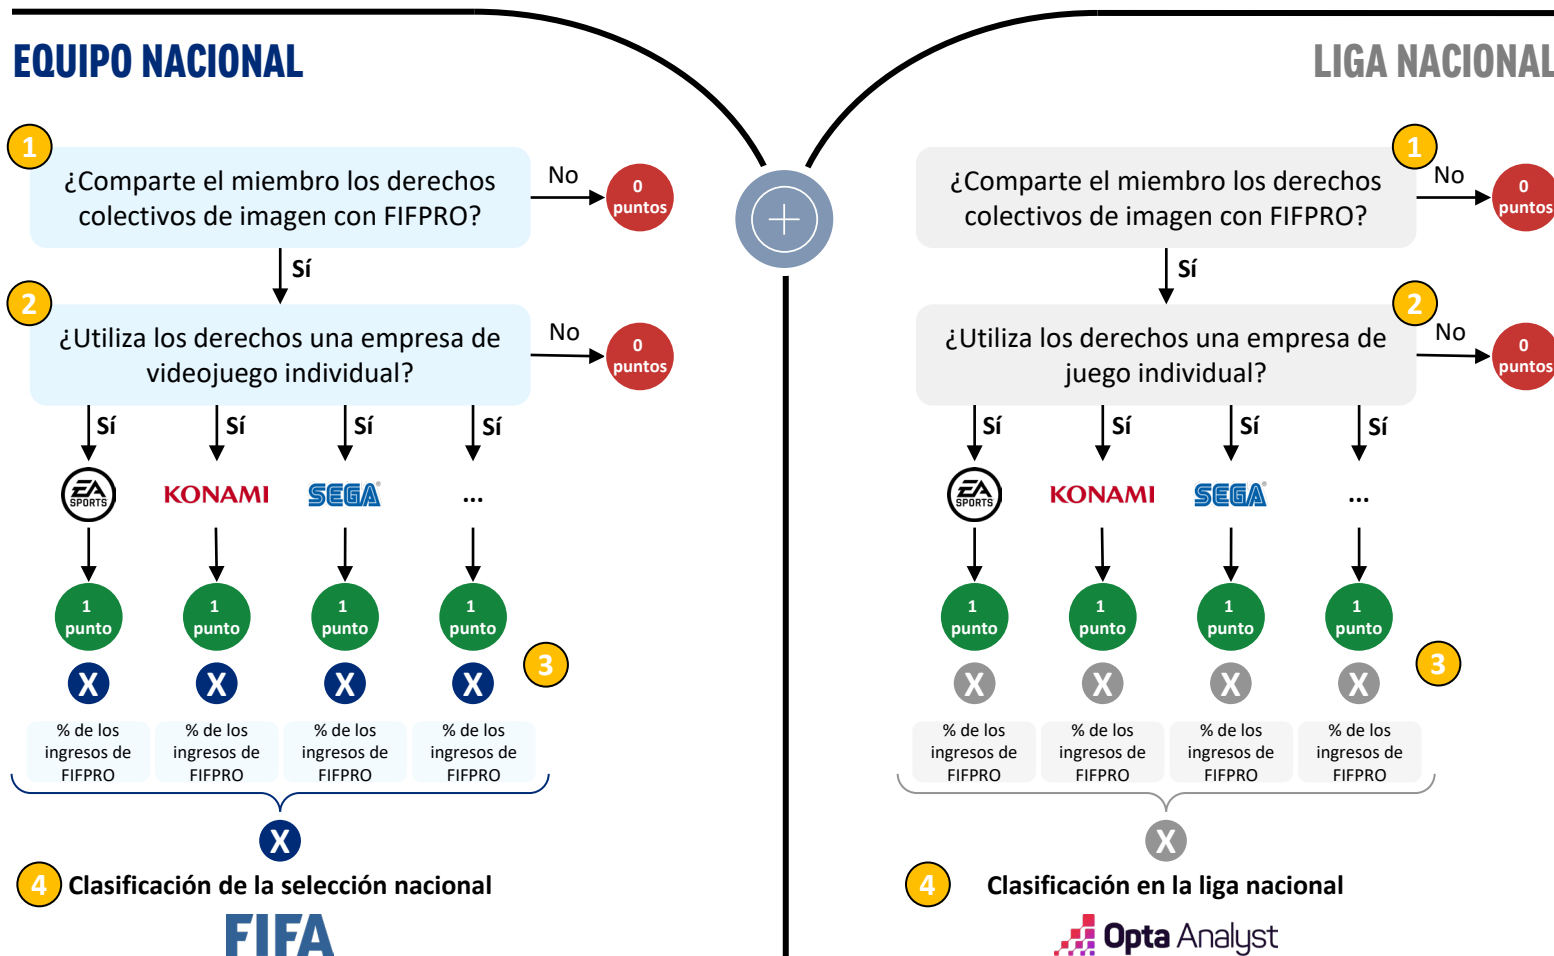 EQUIPO NACIONAL
1
¿Comparte el miembro los derechos
colectivos de imagen con FIFPRO?
No
0
puntos
Sí
2
¿Utiliza los derechos una empresa de
videojuego individual?
No
0
puntos
Sí
Sí
Sí
Sí
EA
SPORTS
KONAMI
SEGA
...
1
punto
1
punto
1
punto
1
punto
3
X
X
X
X
% de los
ingresos de
FIFPRO
% de los
ingresos de
FIFPRO
% de los
ingresos de
FIFPRO
% de los
ingresos de
FIFPRO
X
4
Clasificación de la selección nacional
FIFA
LIGA NACIONAL
1
¿Comparte el miembro los derechos
colectivos de imagen con FIFPRO?
No
0
puntos
Sí
2
¿Utiliza los derechos una empresa de
juego individual?
No
0
puntos
Sí
Sí
Sí
Sí
EA
SPORTS
KONAMI
SEGA
...
1
punto
1
punto
1
punto
1
punto
3
X
X
X
X
% de los
ingresos de
FIFPRO
% de los
ingresos de
FIFPRO
% de los
ingresos de
FIFPRO
% de los
ingresos de
FIFPRO
X
4
Clasificación en la liga nacional
Opta Analyst